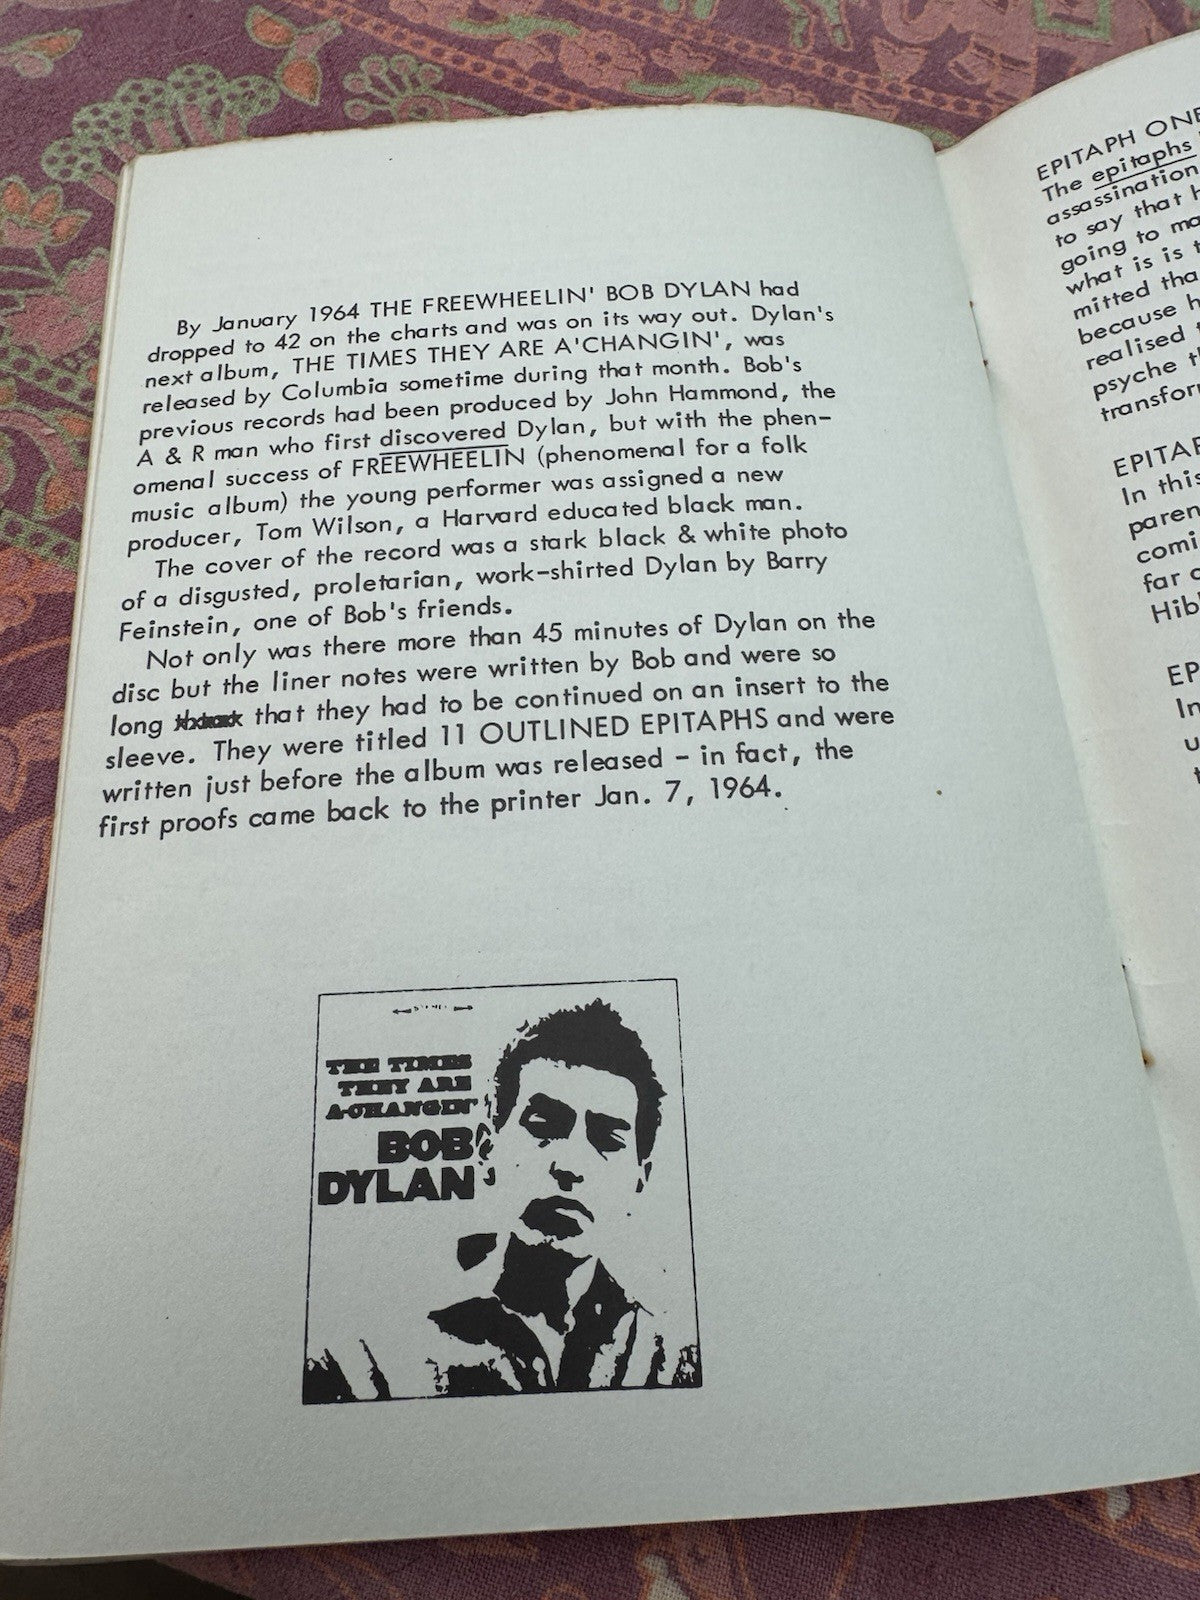 By January 1964 THE FREEWHEELIN' BOB DYLAN had
dropped to 42 on the charts and was on its way out. Dylan's
next album, THE TIMES THEY ARE A'CHANGIN', was
released by Columbia sometime during that month. Bob's
previous records had been produced by John Hammond, the
A & R man who first discovered Dylan, but with the phen-
omenal success of FREEWHEELIN (phenomenal for a folk
music album) the young performer was assigned a new
producer, Tom Wilson, a Harvard educated black man.
The cover of the record was a stark black & white photo
of a disgusted, proletarian, work-shirted Dylan by Barry
Feinstein, one of Bob's friends.
Not only was there more than 45 minutes of Dylan on the
disc but the liner notes were written by Bob and were so
long that they had to be continued on an insert to the
sleeve. They were titled 11 OUTLINED EPITAPHS and were
written just before the album was released - in fact, the
first proofs came back to the printer Jan. 7, 1964.
THE TIMES
THEY ARE
A-CHANGIN'
BOB
DYLAN
EPITAPH ONE
The epitaphs
assassination
to say that
going to
what is is
mitted
because
realised
psyche
transfor
EPITAP
In this
paren
comi
far
Hibb
EP
In